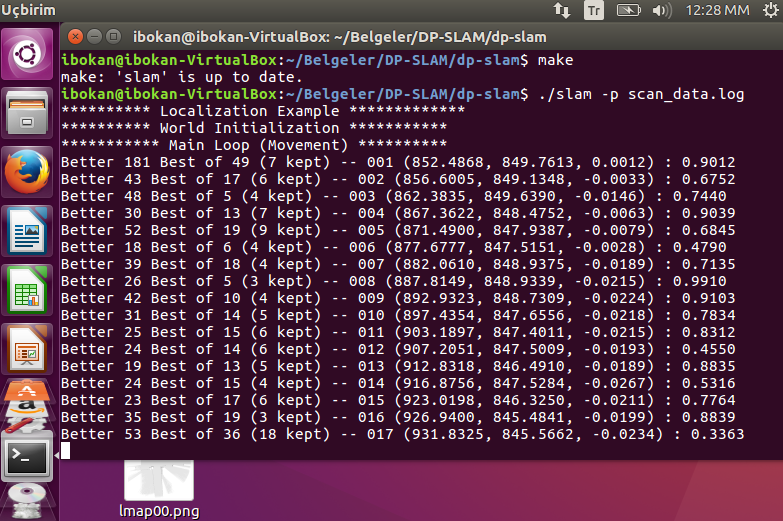 Uçbirim
Tr
12:28 MM
ibokan@ibokan-VirtualBox: ~/Belgeler/DP-SLAM/dp-slam
ibokan@ibokan-VirtualBox:~/Belgeler/DP-SLAM/dp-slam$ make
make: 'slam' is up to date.
ibokan@ibokan-VirtualBox:~/Belgeler/DP-SLAM/dp-slam$ ./slam -p scan_data.log
********** Localization Example *************
********** World Initialization ***********
*********** Main Loop (Movement) **********
Better 181 Best of 49 (7 kept) -- 001 (852.4868, 849.7613, 0.0012) : 0.9012
Better 43 Best of 17 (6 kept) -- 002 (856.6005, 849.1348, -0.0033) : 0.6752
Better 48 Best of 5 (4 kept) -- 003 (862.3835, 849.6390, -0.0146) : 0.7440
Better 30 Best of 13 (7 kept) -- 004 (867.3622, 848.4752, -0.0063) : 0.9039
Better 52 Best of 19 (9 kept) -- 005 (871.4900, 847.9387, -0.0079) : 0.6845
Better 18 Best of 6 (4 kept) -- 006 (877.6777, 847.5151, -0.0028) : 0.4790
Better 39 Best of 18 (4 kept) -- 007 (882.0610, 848.9375, -0.0189) : 0.7135
Better 26 Best of 5 (3 kept) -- 008 (887.8149, 848.9339, -0.0215) : 0.9910
Better 42 Best of 10 (4 kept) -- 009 (892.9323, 848.7309, -0.0224) : 0.9103
Better 31 Best of 14 (5 kept) -- 010 (897.4354, 847.6556, -0.0218) : 0.7834
Better 25 Best of 15 (6 kept) -- 011 (903.1897, 847.4011, -0.0215) : 0.8312
Better 24 Best of 14 (6 kept) -- 012 (907.2051, 847.5009, -0.0193) : 0.4550
Better 19 Best of 13 (5 kept) -- 013 (912.8318, 846.4910, -0.0189) : 0.8835
Better 24 Best of 15 (4 kept) -- 014 (916.8756, 847.5284, -0.0267) : 0.5316
Better 23 Best of 17 (6 kept) -- 015 (923.0198, 846.3250, -0.0211) : 0.7764
Better 35 Best of 19 (3 kept) -- 016 (926.9400, 845.4841, -0.0199) : 0.8839
Better 53 Best of 36 (18 kept) -- 017 (931.8325, 845.5662, -0.0234) : 0.3363
lmap00.png